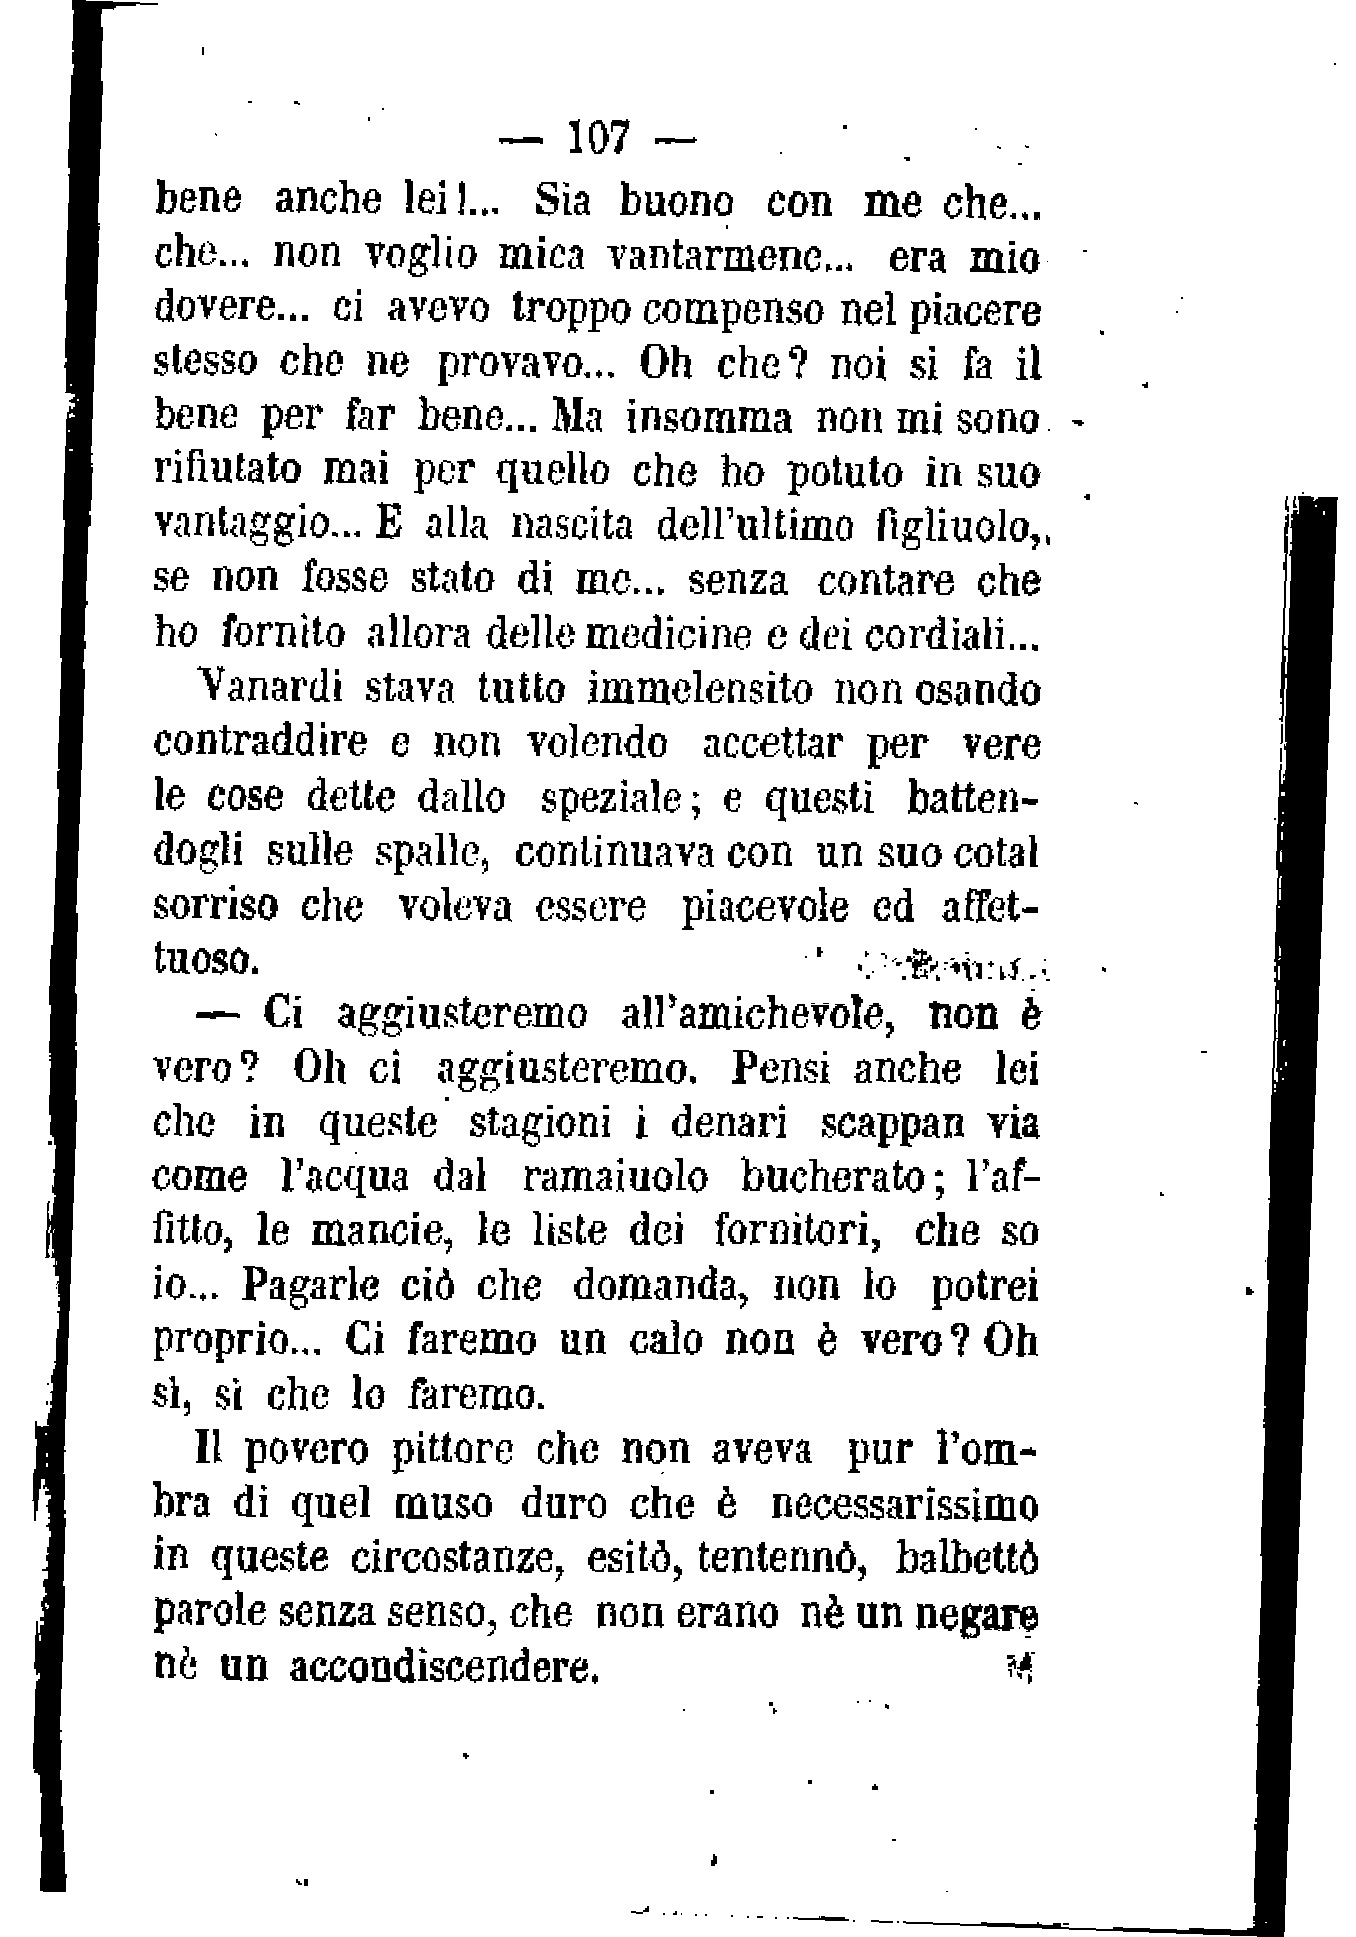 — 107 —
bene anche lei!... Sia buono con me che...
che... non voglio mica vantarmene... era mio
dovere... ci avevo troppo compenso nel piacere
stesso che ne provavo... Oh che? noi si fa il
bene per far bene... Ma insomma non mi sono
rifiutato mai per quello che ho potuto in suo
vantaggio... E alla nascita dell'ultimo figliuolo,
se non fosse stato di me... senza contare che
ho fornito allora delle medicine e dei cordiali...
Vanardi stava tutto immelensito non osando
contraddire e non volendo accettar per vere
le cose dette dallo speziale; e questi batten-
dogli sulle spalle, continuava con un suo cotal
sorriso che voleva essere piacevole ed affet-
tuoso.
— Ci aggiusteremo all'amichevole, non è
vero? Oh ci aggiusteremo. Pensi anche lei
che in queste stagioni i denari scappan via
come l'acqua dal ramaiuolo bucherato; l'af-
fitto, le mancie, le liste dei fornitori, che so
io... Pagarle ciò che domanda, non lo potrei
proprio... Ci faremo un calo non è vero? Oh
sì, sì che lo faremo.
Il povero pittore che non aveva pur l'om-
bra di quel muso duro che è necessarissimo
in queste circostanze, esitò, tentennò, balbettò
parole senza senso, che non erano nè un negare
nè un accondiscendere.